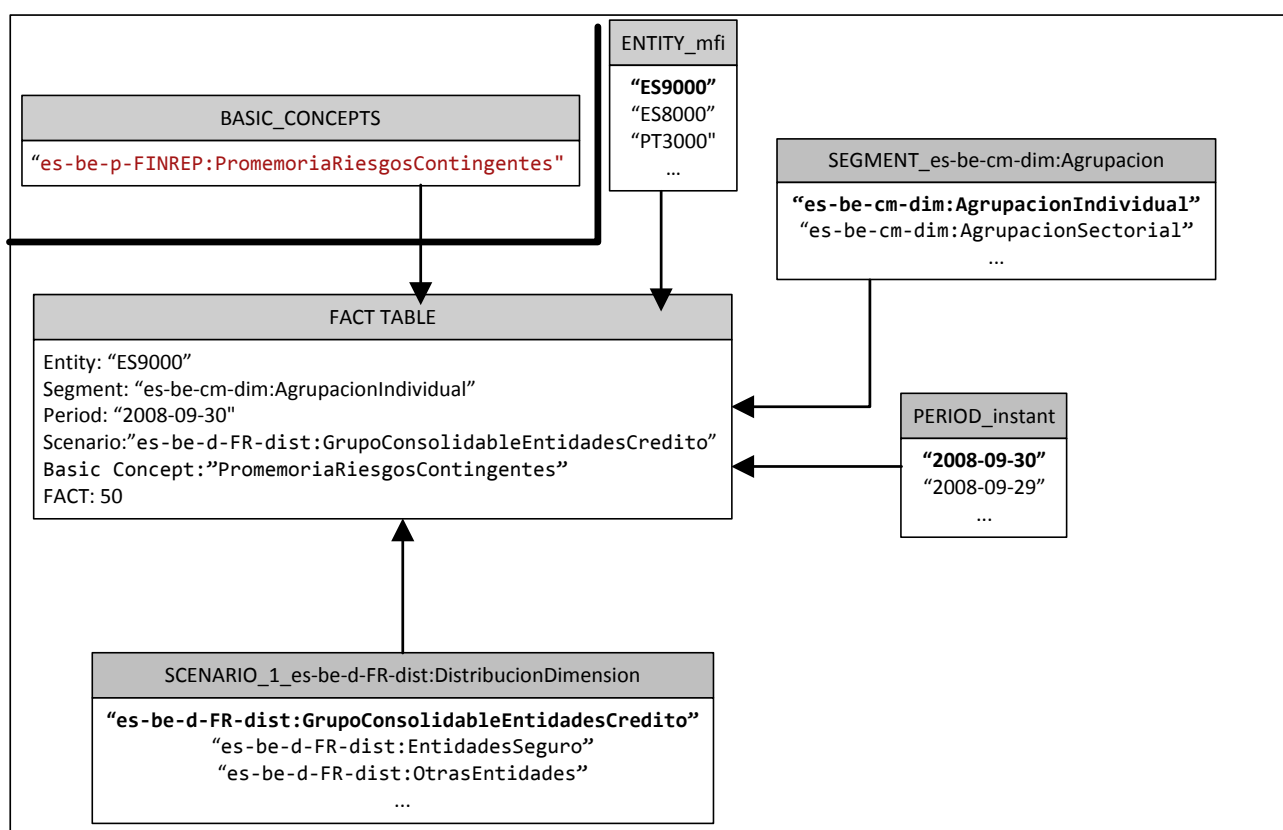 ENTITY_mfi
“ES9000”
“ES8000”
“PT3000"
...
BASIC_CONCEPTS
“es-be-p-FINREP:PromemoriaRiesgosContingentes"
SEGMENT_es-be-cm-dim:Agrupacion
“es-be-cm-dim:AgrupacionIndividual”
“es-be-cm-dim:AgrupacionSectorial”
...
FACT TABLE
Entity: “ES9000”
Segment: “es-be-cm-dim:AgrupacionIndividual”
Period: “2008-09-30"
Scenario:”es-be-d-FR-dist:GrupoConsolidableEntidadesCredito”
Basic Concept:”PromemoriaRiesgosContingentes”
FACT: 50
PERIOD_instant
“2008-09-30”
“2008-09-29”
...
SCENARIO_1_es-be-d-FR-dist:DistribucionDimension
“es-be-d-FR-dist:GrupoConsolidableEntidadesCredito”
“es-be-d-FR-dist:EntidadesSeguro”
“es-be-d-FR-dist:OtrasEntidades”
...